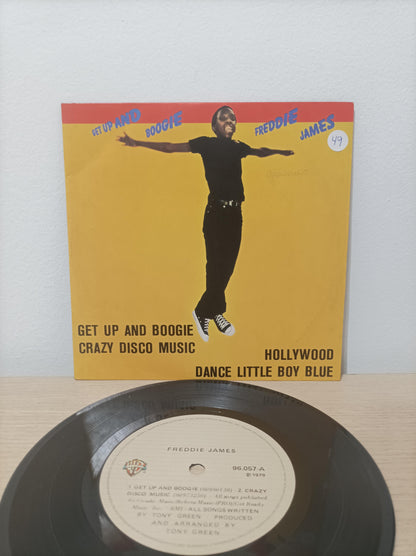 GET UP AND BOOGIE
FREDDIE JAMES
49
GET UP AND BOOGIE
CRAZY DISCO MUSIC
HOLLYWOOD
DANCE LITTLE BOY BLUE
FREDDIE JAMES
96.057-A
℗ 1979
GET UP AND BOOGIE
2. CRAZY
DISCO MUSIC
ALL SONGS WRITTEN
BY TONY GREEN PRODUCED
AND ARRANGED BY
TONY GREEN